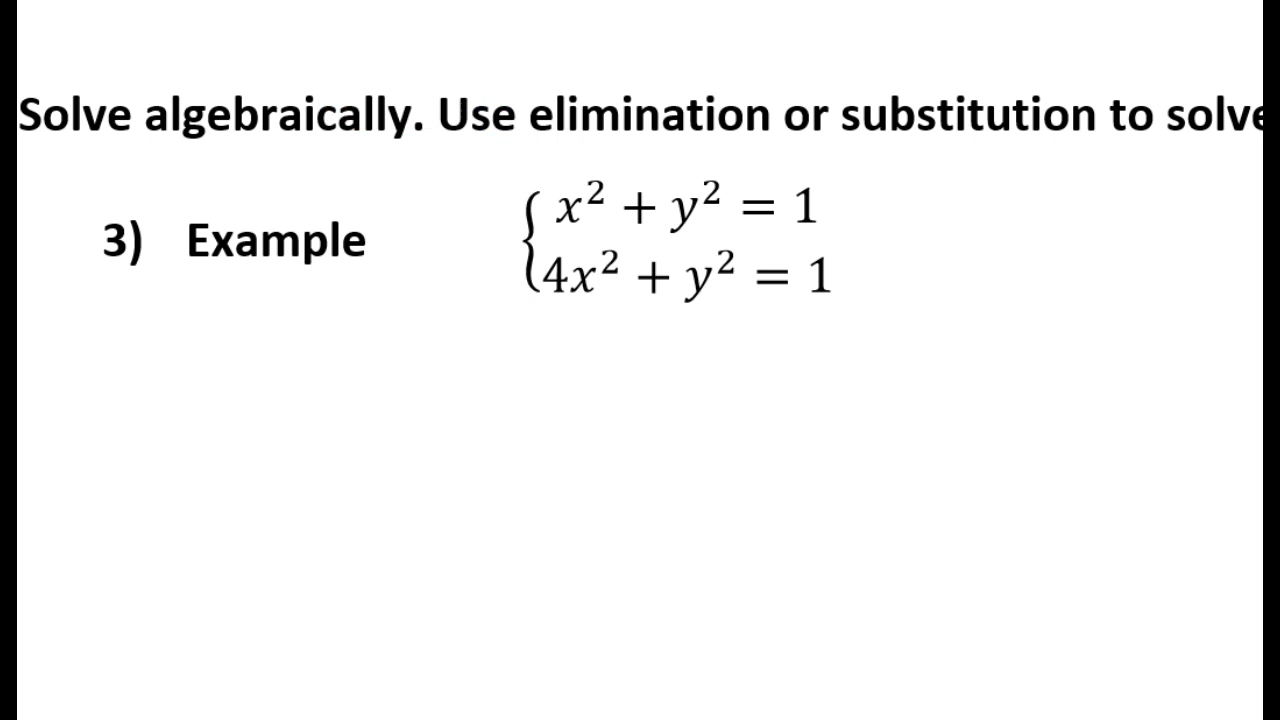 Solve algebraically. Use elimination or substitution to solve
3) Example
x² + y² = 1
4x² + y² = 1